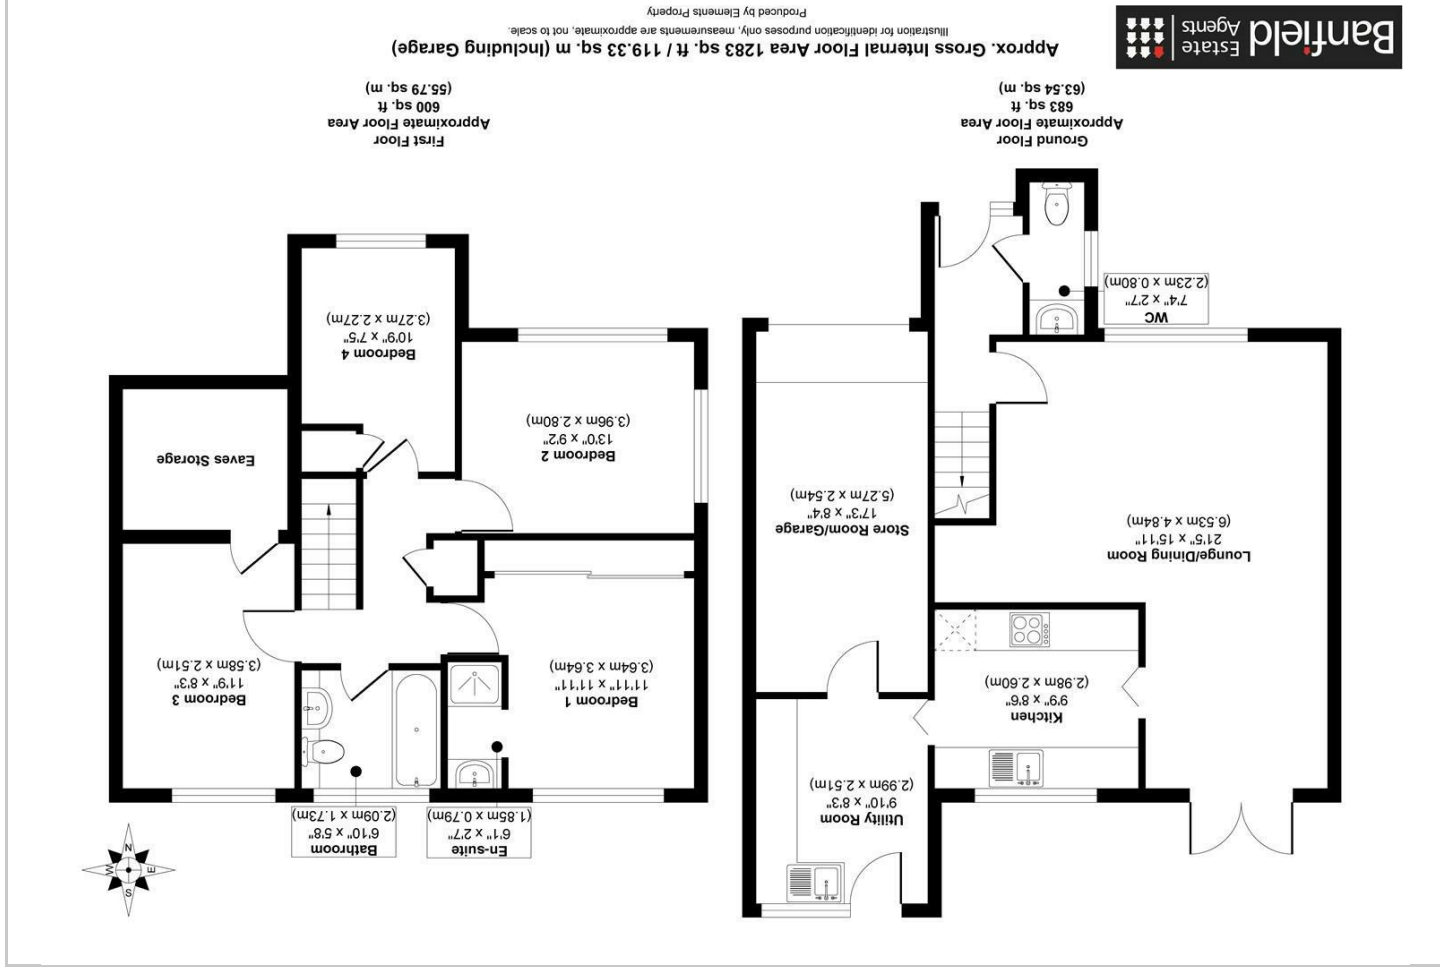 Utility Room
9'10" x 8'3"
(2.99m x 2.51m)
Kitchen
9'9" x 8'6"
(2.98m x 2.60m)
Lounge/Dining Room
21'5" x 15'11"
(6.53m x 4.84m)
Store Room/Garage
17'3" x 8'4"
(5.27m x 2.54m)
WC
7'4" x 2'7"
(2.23m x 0.80m)
En-suite
6'1" x 2'7"
(1.85m x 0.79m)
Bathroom
6'10" x 5'8"
(2.09m x 1.73m)
S
E
W
N
Bedroom 1
11'11" x 11'11"
(3.64m x 3.64m)
Bedroom 3
11'9" x 8'3"
(3.58m x 2.51m)
Bedroom 2
13'0" x 9'2"
(3.96m x 2.80m)
Eaves Storage
Bedroom 4
10'9" x 7'5"
(3.27m x 2.27m)
Ground Floor
Approximate Floor Area
683 sq. ft
(63.54 sq. m)
First Floor
Approximate Floor Area
600 sq. ft
(55.79 sq. m)
Banfield
Estate
Agents
Approx. Gross Internal Floor Area 1283 sq. ft / 119.33 sq. m (Including Garage)
Illustration for identification purposes only, measurements are approximate, not to scale.
Produced by Elements Property